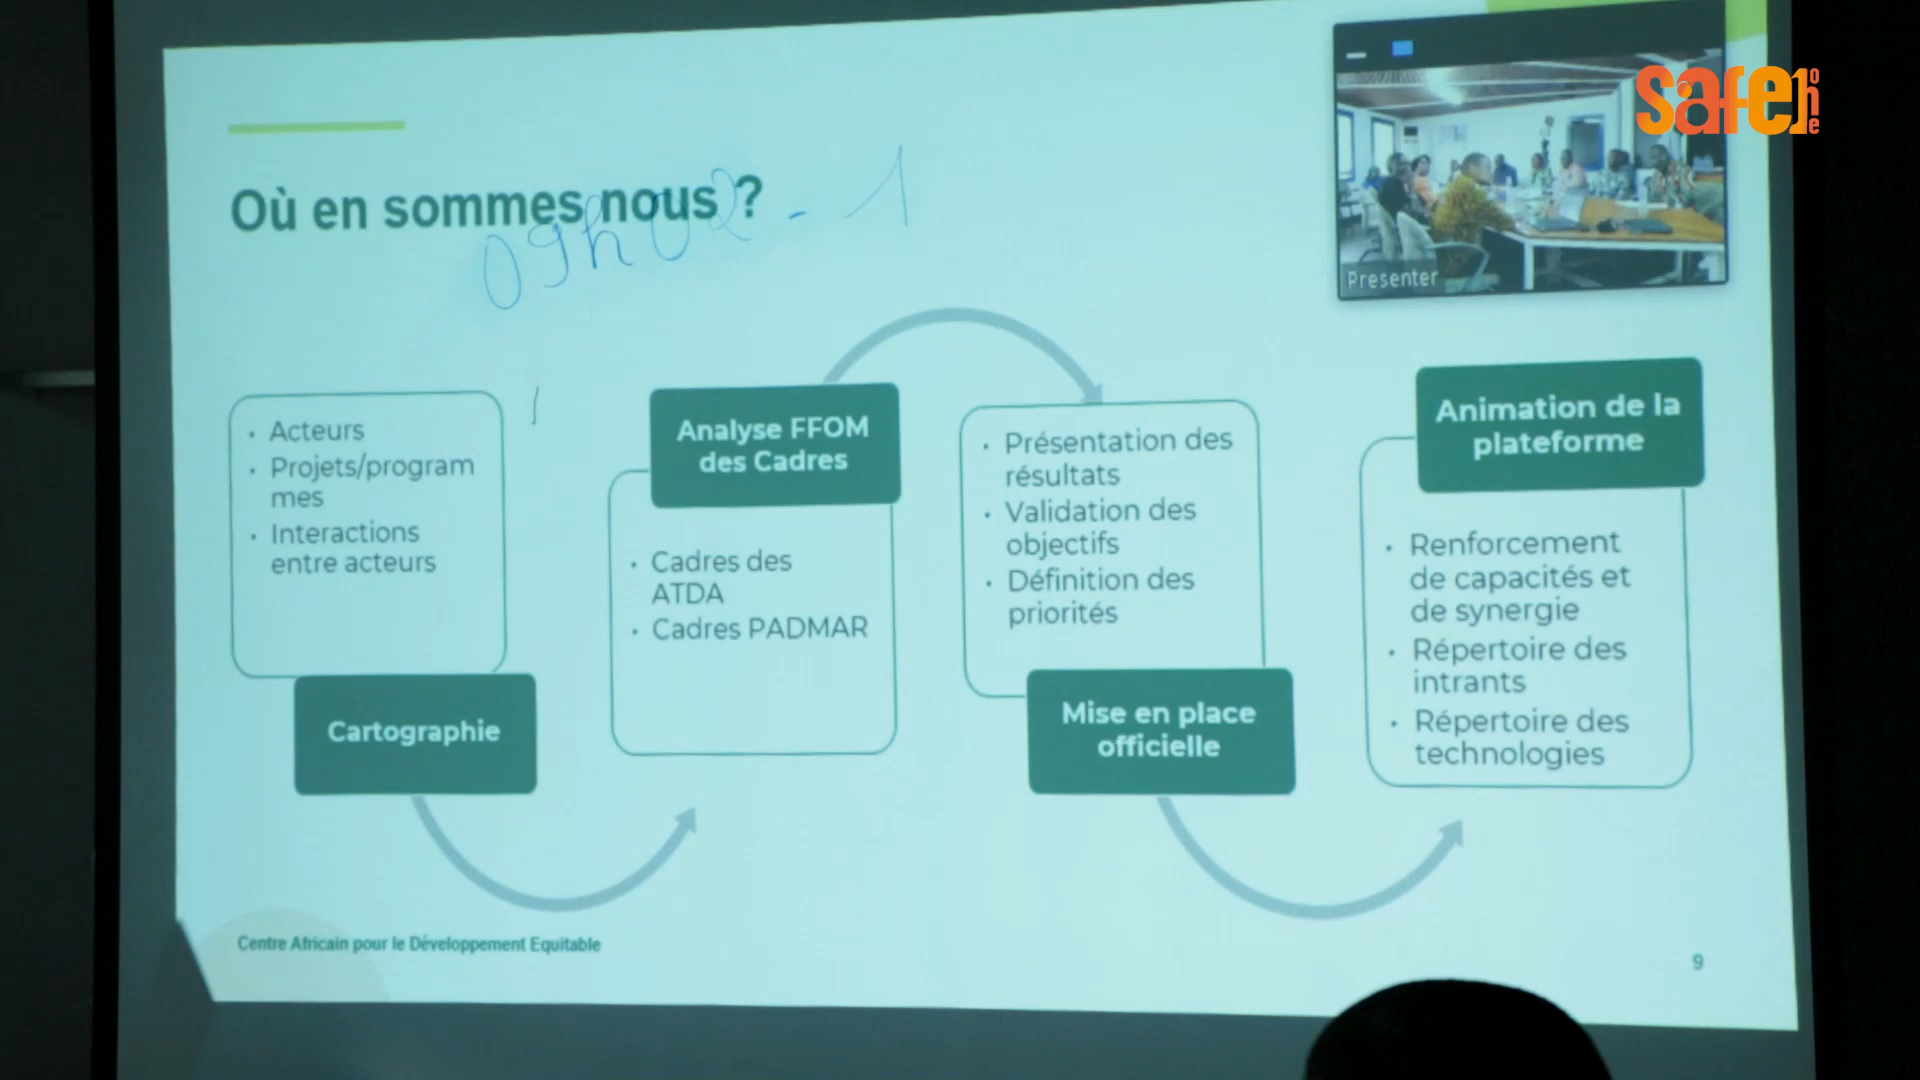 safe
One
Presenter
Où en sommes nous ?
09h02 - 1
• Acteurs
• Projets/program
mes
• Interactions
entre acteurs
Cartographie
Analyse FFOM
des Cadres
• Cadres des
ATDA
• Cadres PADMAR
• Présentation des
résultats
• Validation des
objectifs
• Définition des
priorités
Mise en place
officielle
Animation de la
plateforme
• Renforcement
de capacités et
de synergie
• Répertoire des
intrants
• Répertoire des
technologies
Centre Africain pour le Développement Equitable
9